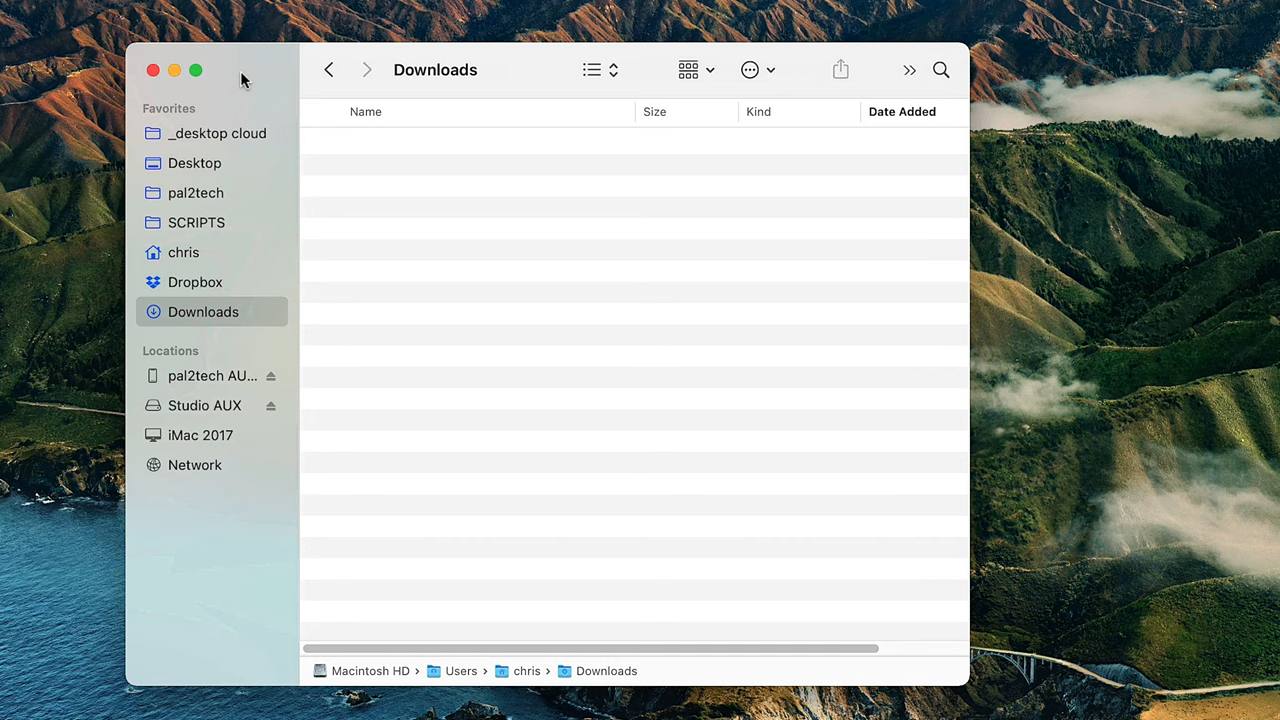 Downloads
Favorites
_desktop cloud
Desktop
pal2tech
SCRIPTS
chris
Dropbox
Downloads
Locations
pal2tech AU...
Studio AUX
iMac 2017
Network
Name Size Kind Date Added
Macintosh HD › Users › chris › Downloads